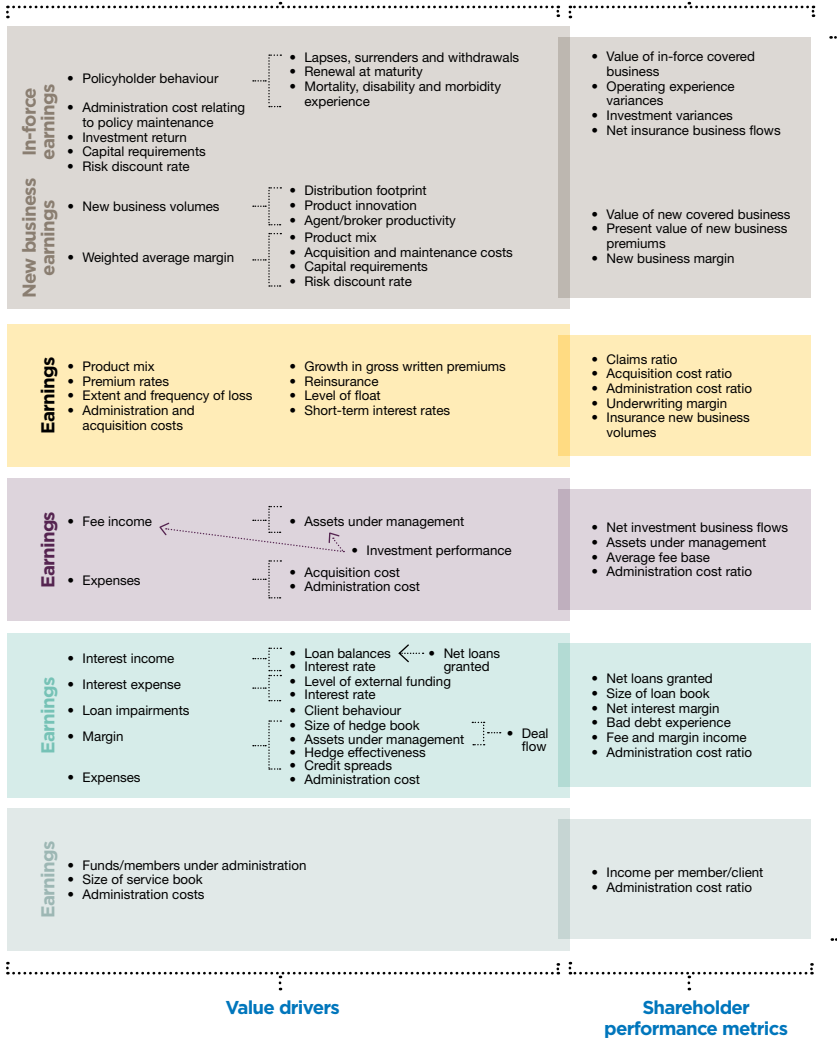 In-force
earnings
• Policyholder behaviour
• Lapses, surrenders and withdrawals
• Renewal at maturity
• Mortality, disability and morbidity
experience
• Administration cost relating
to policy maintenance
• Investment return
• Capital requirements
• Risk discount rate
• Value of in-force covered
business
• Operating experience
variances
• Investment variances
• Net insurance business flows
New business
earnings
• New business volumes
• Distribution footprint
• Product innovation
• Agent/broker productivity
• Weighted average margin
• Product mix
• Acquisition and maintenance costs
• Capital requirements
• Risk discount rate
• Value of new covered business
• Present value of new business
premiums
• New business margin
Earnings
• Product mix
• Premium rates
• Extent and frequency of loss
• Administration and
acquisition costs
• Growth in gross written premiums
• Reinsurance
• Level of float
• Short-term interest rates
• Claims ratio
• Acquisition cost ratio
• Administration cost ratio
• Underwriting margin
• Insurance new business
volumes
Earnings
• Fee income
• Assets under management
• Investment performance
• Expenses
• Acquisition cost
• Administration cost
• Net investment business flows
• Assets under management
• Average fee base
• Administration cost ratio
Earnings
• Interest income
• Loan balances
• Interest rate
• Net loans
granted
• Interest expense
• Level of external funding
• Interest rate
• Loan impairments
• Client behaviour
• Margin
• Size of hedge book
• Assets under management
• Hedge effectiveness
• Credit spreads
• Deal
flow
• Expenses
• Administration cost
• Net loans granted
• Size of loan book
• Net interest margin
• Bad debt experience
• Fee and margin income
• Administration cost ratio
Earnings
• Funds/members under administration
• Size of service book
• Administration costs
• Income per member/client
• Administration cost ratio
Value drivers
Shareholder
performance metrics